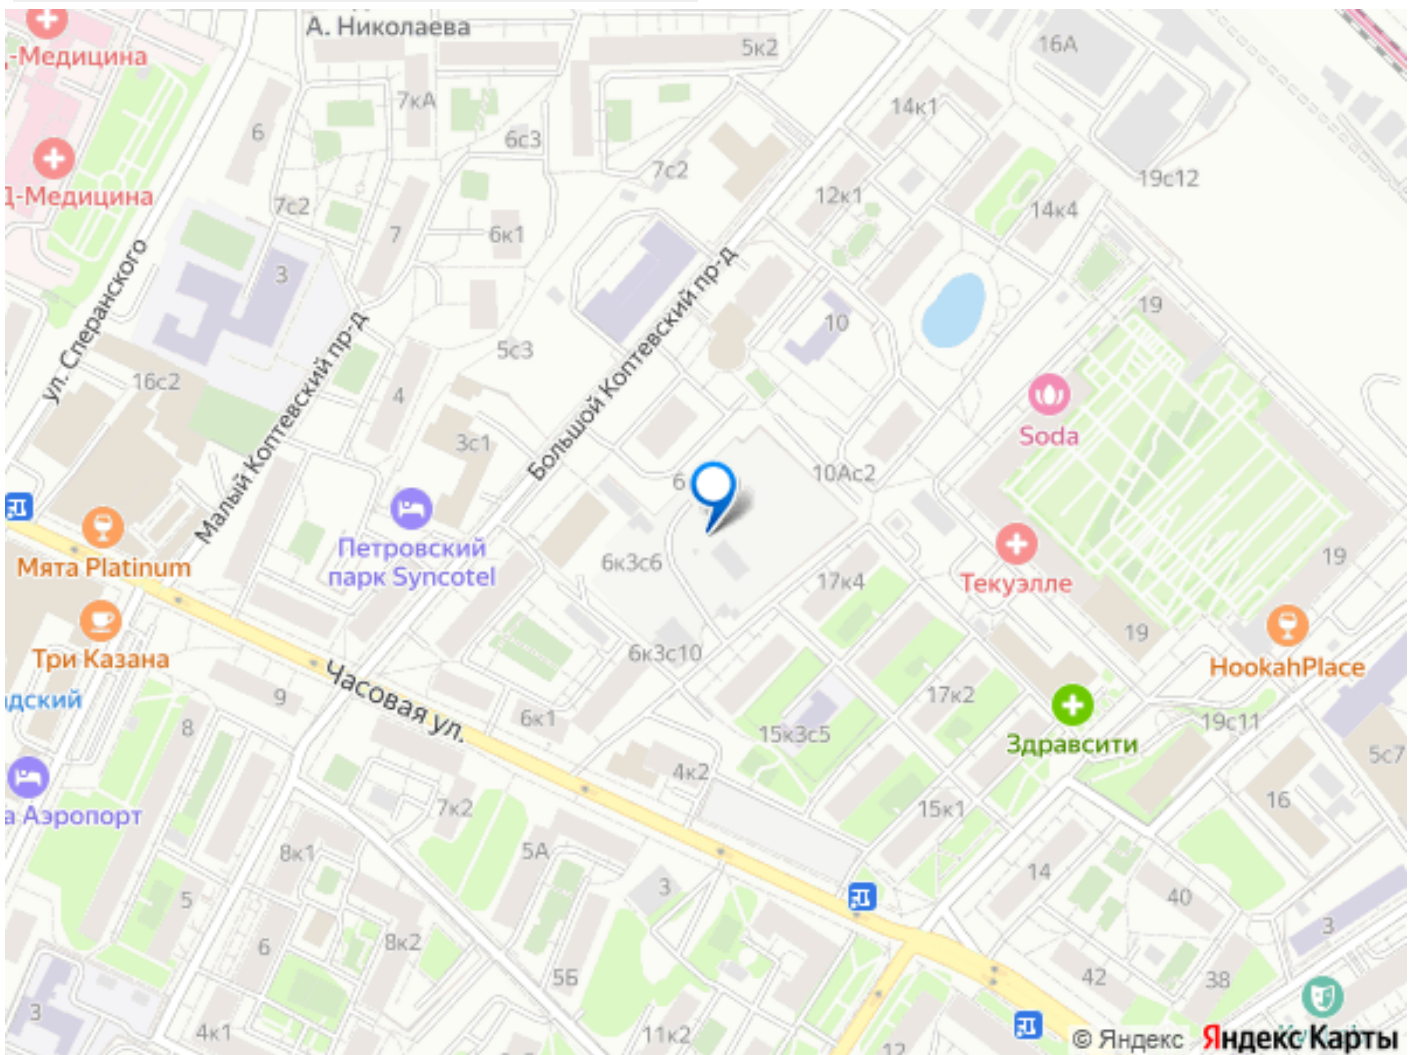 А. Николаева
5к2
16А
-Медицина
7кА
14к1
6
6с3
7с2
19с12
Д-Медицина
7с2
12к1
14к4
7
6к1
ул. Сперанского
3
Малый Коптевский пр-д
Большой Коптевский пр-д
10
19
5с3
16с2
4
Soda
3с1
6
10Ас2
Петровский
парк Syncotel
Мята Platinum
6к3с6
17к4
Текуэлле
19
19
Три Казана
6к3с10
HookahPlace
дский
9
Часовая ул.
17к2
8
6к1
15к3с5
19с11
Здравсити
5с7
4к2
а Аэропорт
7к2
15к1
16
8к1
5А
14
3
40
5
6
8к2
3
5Б
42
38
3
4к1
11к2
12
© Яндекс Яндекс Карты